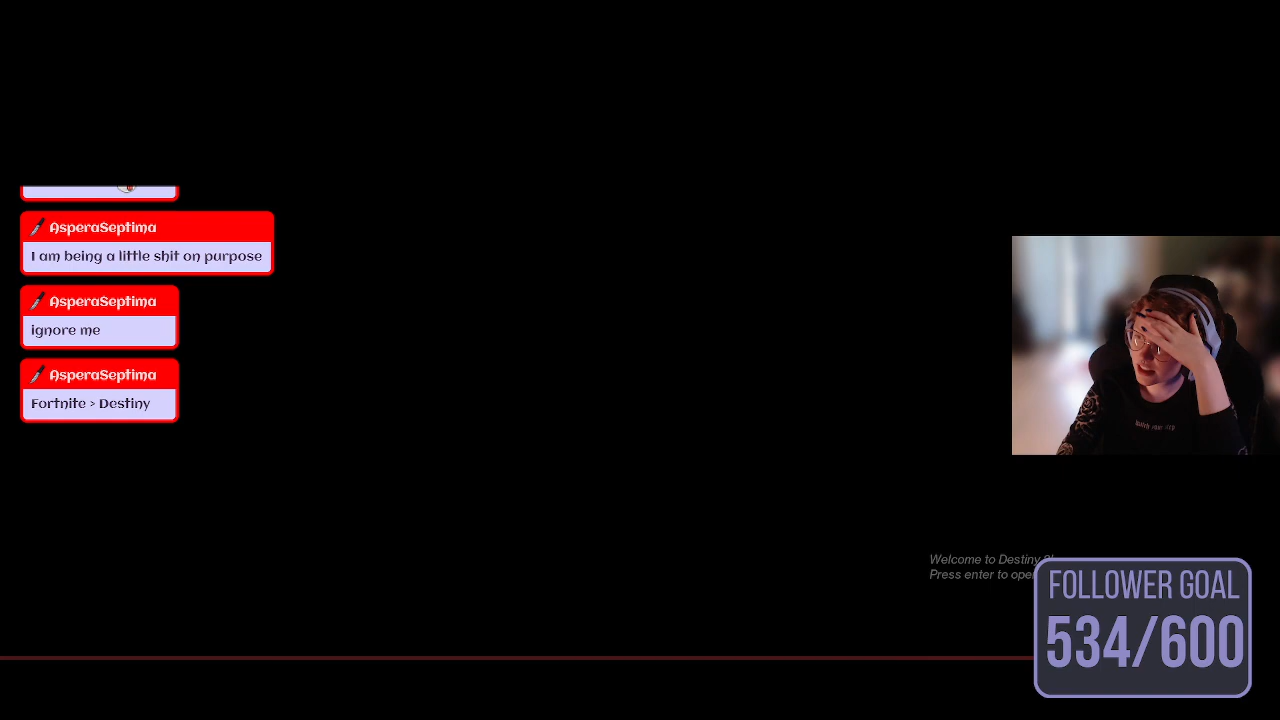 AsperaSeptima
I am being a little shit on purpose
AsperaSeptima
ignore me
AsperaSeptima
Fortnite > Destiny
Welcome to Destiny
Press enter to open
FOLLOWER GOAL
534/600